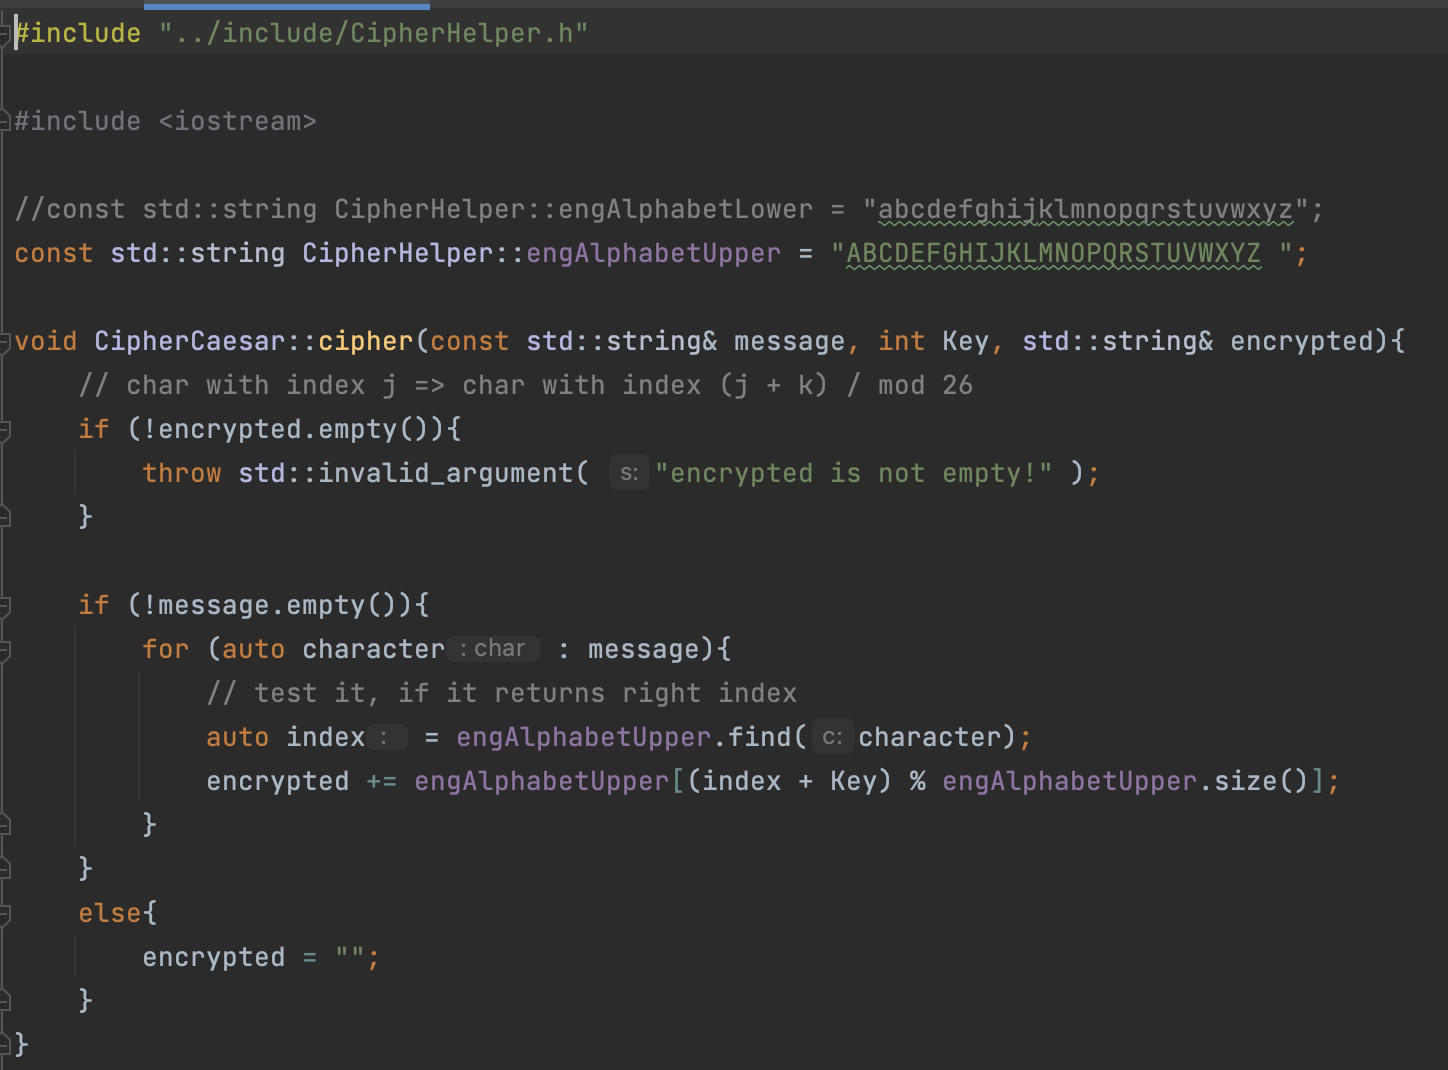 #include "../include/CipherHelper.h"
#include <iostream>
//const std::string CipherHelper::engAlphabetLower = "abcdefghijklmnopqrstuvwxyz";
const std::string CipherHelper::engAlphabetUpper = "ABCDEFGHIJKLMNOPQRSTUVWXYZ ";
void CipherCaesar::cipher(const std::string& message, int Key, std::string& encrypted){
// char with index j => char with index (j + k) / mod 26
if (!encrypted.empty()){
throw std::invalid_argument( s: "encrypted is not empty!" );
}
if (!message.empty()){
for (auto character : char : message){
// test it, if it returns right index
auto index : = engAlphabetUpper.find( c: character);
encrypted += engAlphabetUpper[(index + Key) % engAlphabetUpper.size()];
}
}
else{
encrypted = "";
}
}